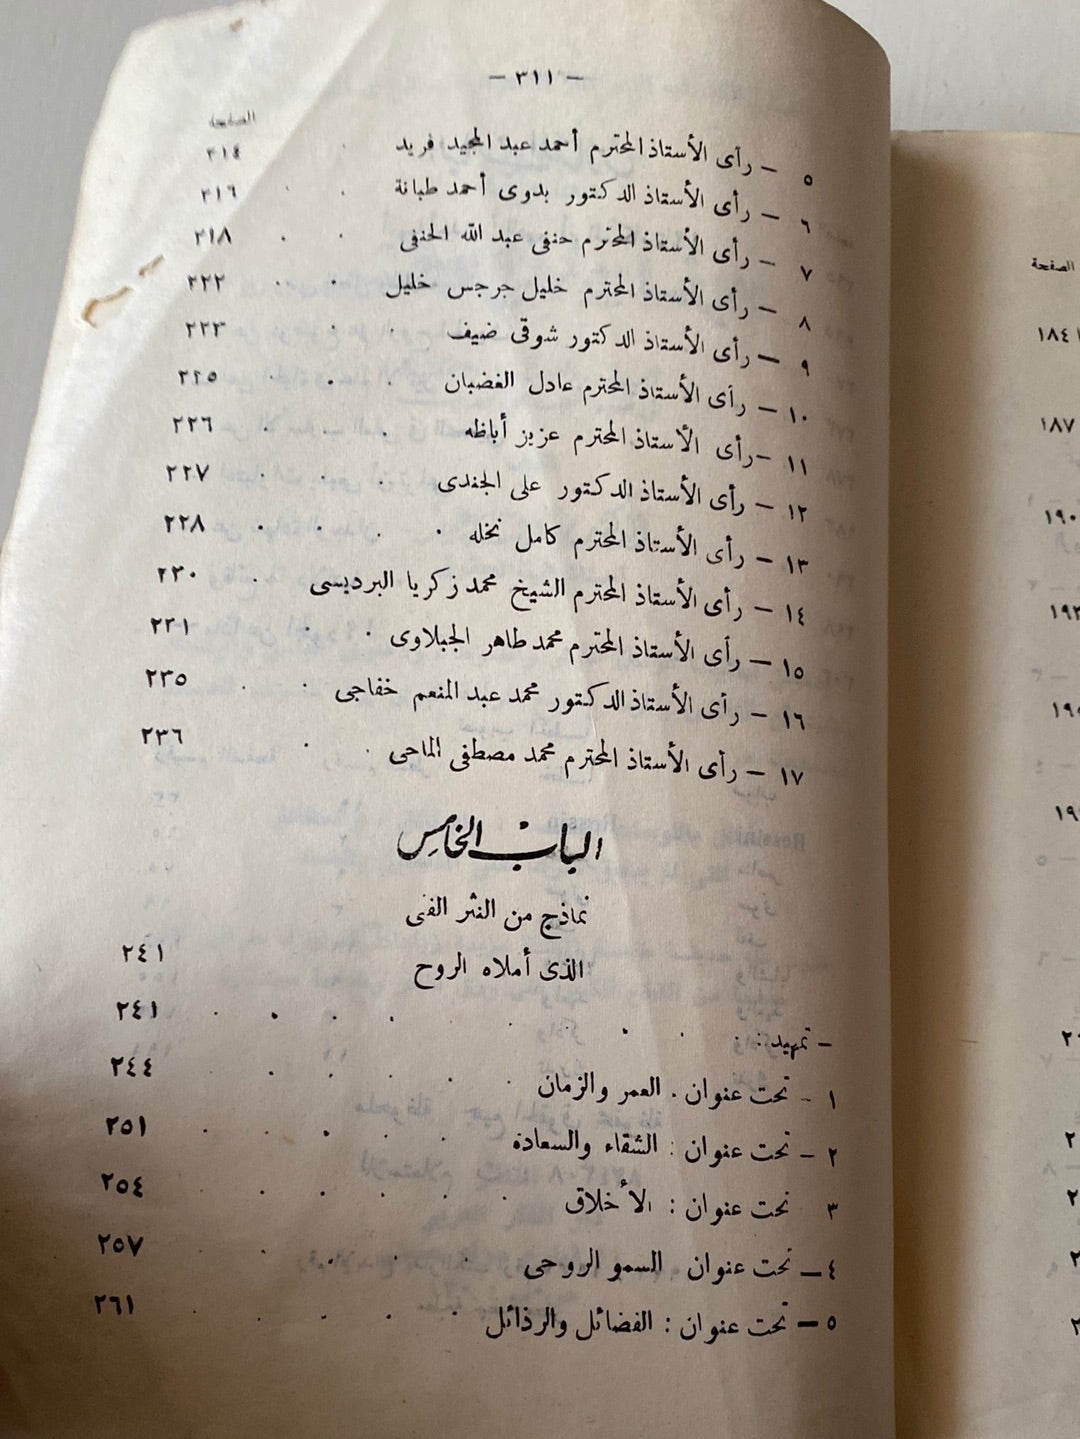 — ٣١١ —
الصفحة
٥ — رأى الأستاذ المحترم أحمد عبد المجيد فريد ٢١٤
٦ — رأى الأستاذ الدكتور بدوى أحمد طبانة ٢١٦
٧ — رأى الأستاذ المحترم حنفى عبد الله الحنفى ٢١٨
٨ — رأى الأستاذ المحترم خليل جرجس خليل ٢٢٢
٩ — رأى الأستاذ الدكتور شوقى ضيف ٢٢٣
١٠ — رأى الأستاذ المحترم عادل الغضبان ٢٢٥
١١ — رأى الأستاذ المحترم عزيز أباظه ٢٢٦
١٢ — رأى الأستاذ الدكتور على الجندى ٢٢٧
١٣ — رأى الأستاذ المحترم كامل نخله ٢٢٨
١٤ — رأى الأستاذ المحترم الشيخ محمد زكريا البرديسى ٢٣٠
١٥ — رأى الأستاذ المحترم محمد طاهر الجبلاوى ٢٣١
١٦ — رأى الأستاذ الدكتور محمد عبد المنعم خفاجى ٢٣٥
١٧ — رأى الأستاذ المحترم محمد مصطفى الماحى ٢٣٦
الباب الخامس
نماذج من النثر الفنى
الذى أملاه الروح ٢٤١
— تمهيد : ٢٤١
١ - تحت عنوان . العمر والزمان ٢٤٤
٢ — تحت عنوان : الشقاء والسعادة ٢٥١
٣ تحت عنوان : الأخلاق ٢٥٤
٤ — تحت عنوان السمو الروحى ٢٥٧
٥ — تحت عنوان : الفضائل والرذائل ٢٦١
الصفحة
١٨٤
١٨٧
١٩٠